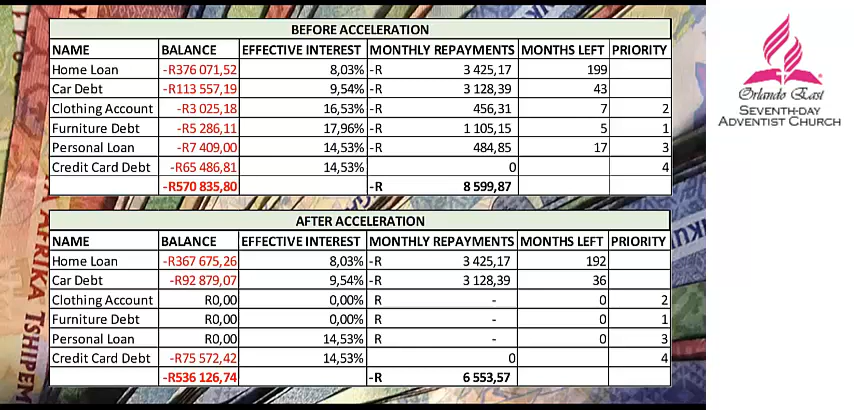 BEFORE ACCELERATION
NAME BALANCE EFFECTIVE INTEREST MONTHLY REPAYMENTS MONTHS LEFT PRIORITY
Home Loan -R376 071,52 8,03% -R 3 425,17 199
Car Debt -R113 557,19 9,54% -R 3 128,39 43
Clothing Account -R3 025,18 16,53% -R 456,31 7 2
Furniture Debt -R5 286,11 17,96% -R 1 105,15 5 1
Personal Loan -R7 409,00 14,53% -R 484,85 17 3
Credit Card Debt -R65 486,81 14,53% 0 4
-R570 835,80 -R 8 599,87
AFTER ACCELERATION
NAME BALANCE EFFECTIVE INTEREST MONTHLY REPAYMENTS MONTHS LEFT PRIORITY
Home Loan -R367 675,26 8,03% -R 3 425,17 192
Car Debt -R92 879,07 9,54% -R 3 128,39 36
Clothing Account R0,00 0,00% R - 0 2
Furniture Debt R0,00 0,00% R - 0 1
Personal Loan R0,00 14,53% R - 0 3
Credit Card Debt -R75 572,42 14,53% 0 4
-R536 126,74 -R 6 553,57
Orlando East
SEVENTH-DAY
ADVENTIST CHURCH
AFRIKA TSHIPEM